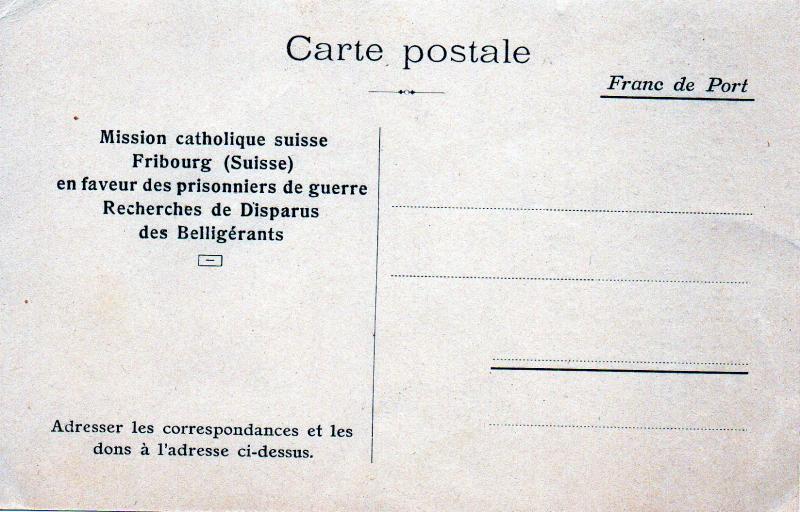 Carte postale
Franc de Port
Mission catholique suisse
Fribourg (Suisse)
en faveur des prisonniers de guerre
Recherches de Disparus
des Belligérants
Adresser les correspondances et les
dons à l'adresse ci-dessus.